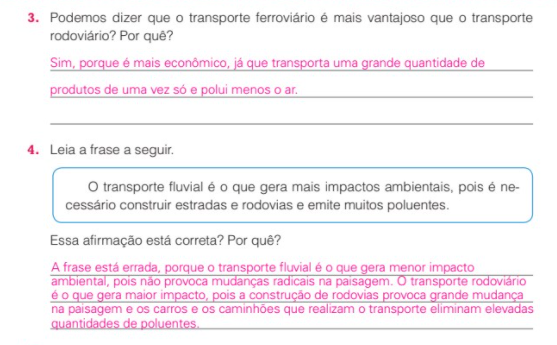 3. Podemos dizer que o transporte ferroviário é mais vantajoso que o transporte
rodoviário? Por quê?
Sim, porque é mais econômico, já que transporta uma grande quantidade de
produtos de uma vez só e polui menos o ar.
4. Leia a frase a seguir.
O transporte fluvial é o que gera mais impactos ambientais, pois é ne-
cessário construir estradas e rodovias e emite muitos poluentes.
Essa afirmação está correta? Por quê?
A frase está errada, porque o transporte fluvial é o que gera menor impacto
ambiental, pois não provoca mudanças radicais na paisagem. O transporte rodoviário
é o que gera maior impacto, pois a construção de rodovias provoca grande mudança
na paisagem e os carros e os caminhões que realizam o transporte eliminam elevadas
quantidades de poluentes.